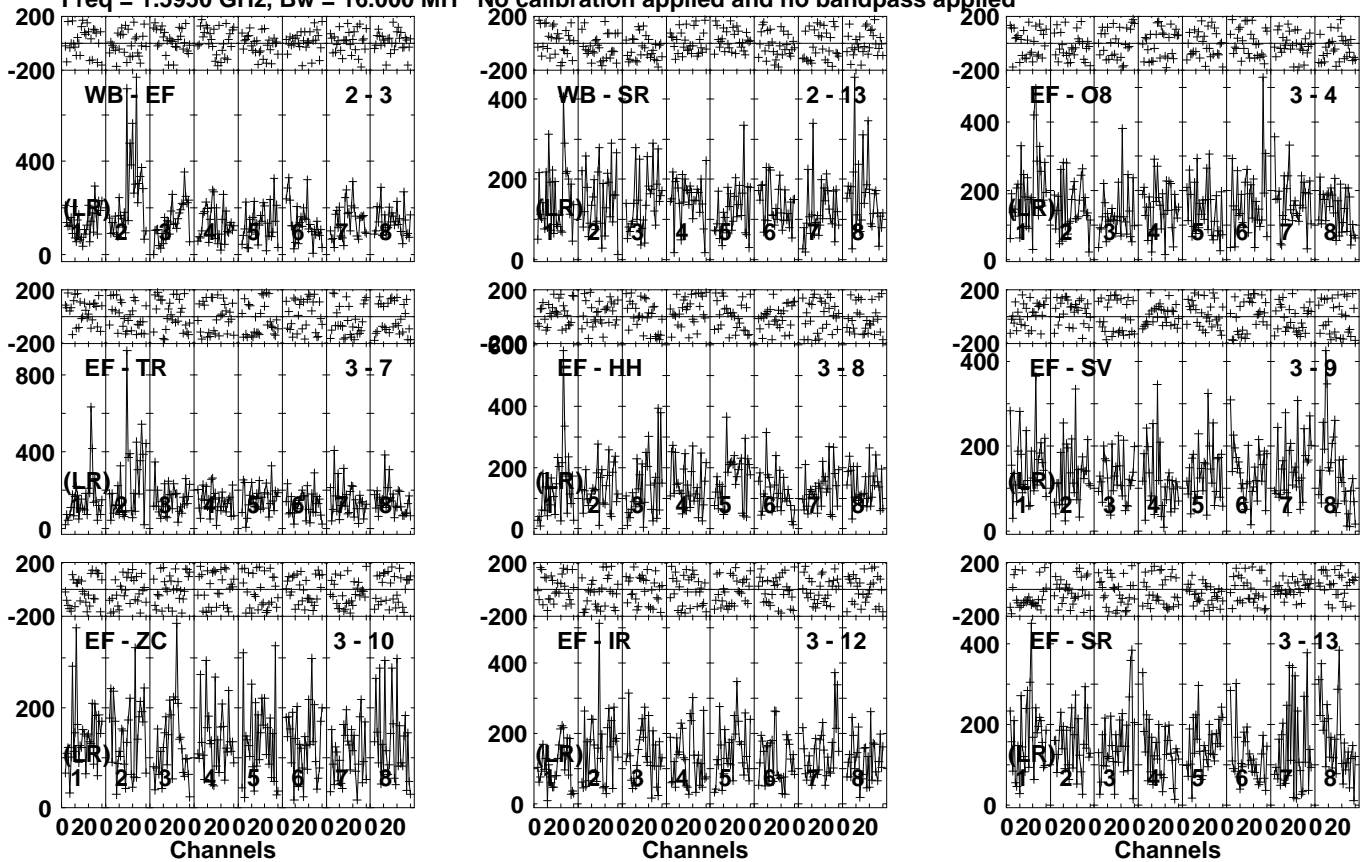 Freq = 1.5950 GHz, Bw = 16.000 MH No calibration applied and no bandpass applied
200
-200
WB - EF 2 - 3
400
0
(LR)
1 2 3 4 5 6 7 8
200
-200
WB - SR 2 - 13
400
200
0
(LR)
1 2 3 4 5 6 7 8
200
-200
EF - O8 3 - 4
400
200
0
(LR)
1 2 3 4 5 6 7 8
200
-200
EF - TR 3 - 7
800
400
0
(LR)
1 2 3 4 5 6 7 8
200
-200
600
EF - HH 3 - 8
400
200
0
(LR)
1 2 3 4 5 6 7 8
200
-200
EF - SV 3 - 9
400
200
0
(LR)
1 2 3 4 5 6 7 8
200
-200
EF - ZC 3 - 10
200
0
(LR)
1 2 3 4 5 6 7 8
0 20 0 20 0 20 0 20 0 20 0 20 0 20 0 20
Channels
200
-200
EF - IR 3 - 12
400
200
0
(LR)
1 2 3 4 5 6 7 8
0 20 0 20 0 20 0 20 0 20 0 20 0 20 0 20
Channels
200
-200
EF - SR 3 - 13
400
200
0
(LR)
1 2 3 4 5 6 7 8
0 20 0 20 0 20 0 20 0 20 0 20 0 20 0 20
Channels